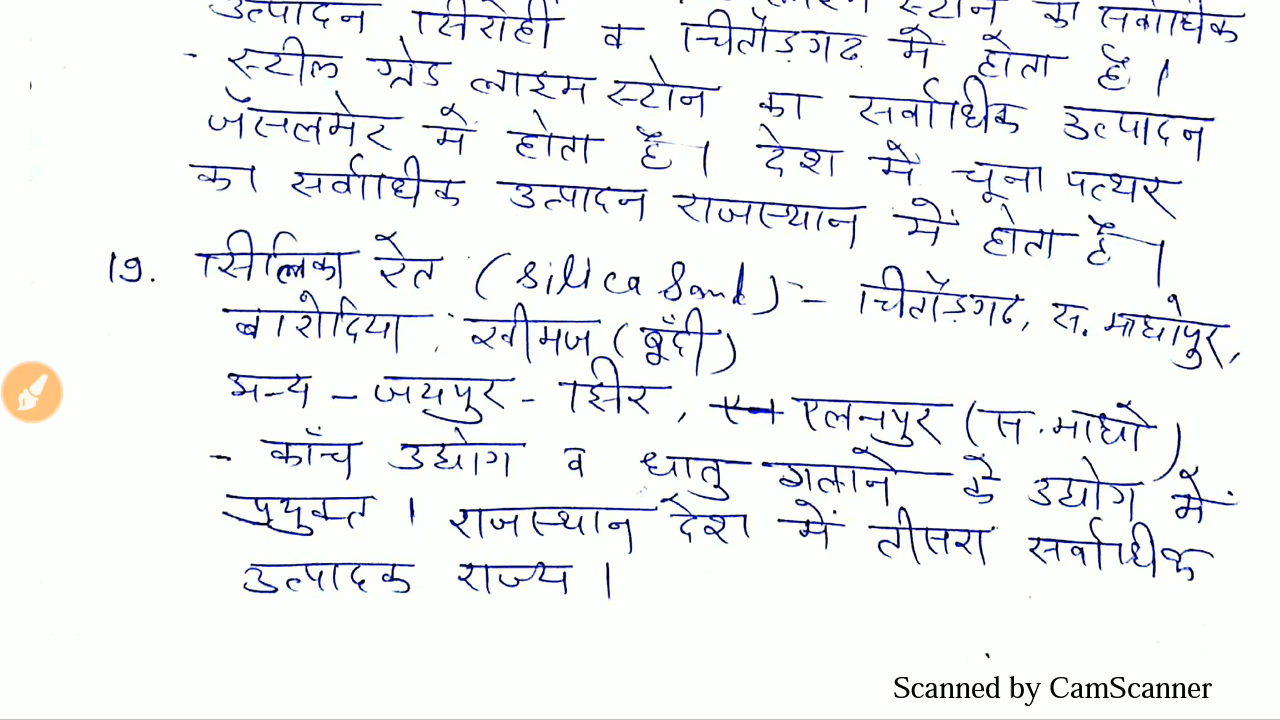 स्टोन का सर्वाधिक
उत्पादन सिरोही व चितौड़गढ़ में होता है।
- स्टील ग्रेड लाइम स्टोन का सर्वाधिक उत्पादन
जैसलमेर में होता है। देश में चूना पत्थर
का सर्वाधिक उत्पादन राजस्थान में होता है।
19. सिलिका रेत (Silica Sand) :- चितौड़गढ, स. माधोपुर,
बारोदिया, खीमज (बूँदी)
अन्य - जयपुर - झिर, एलनपुर (स. माधो)
- काँच उद्योग व धातु गलाने के उद्योग में
प्रयुक्त। राजस्थान देश में तीसरा सर्वाधिक
उत्पादक राज्य।
Scanned by CamScanner